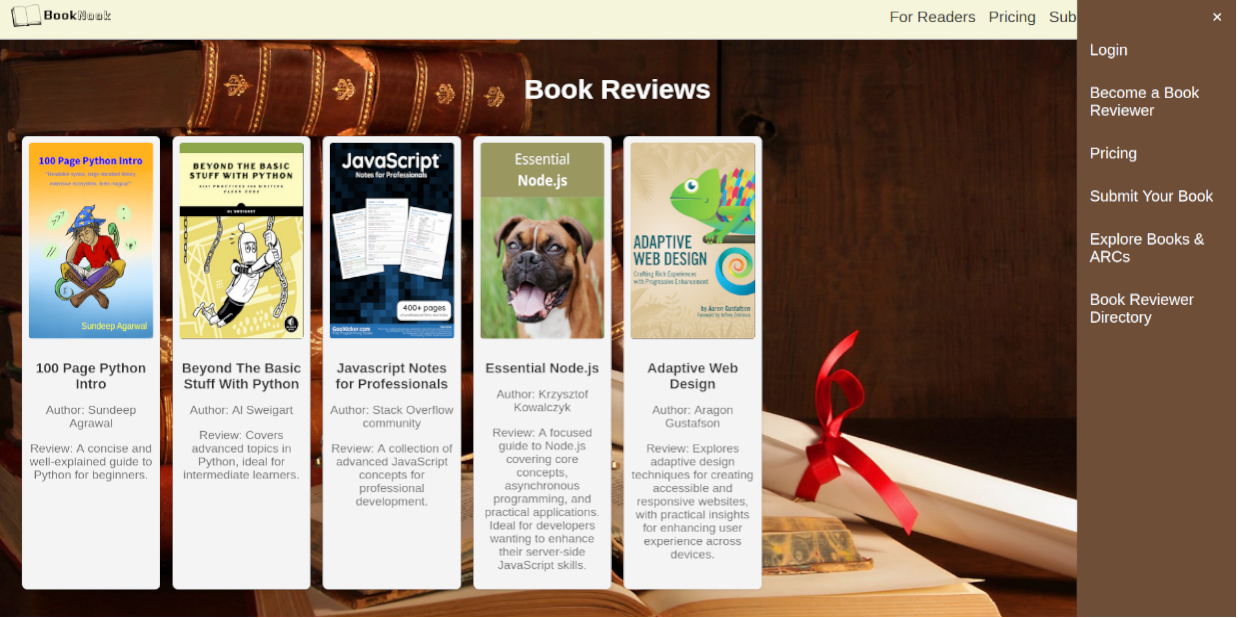 BookNook
For Readers Pricing Sub
×
Login
Become a Book
Reviewer
Pricing
Submit Your Book
Explore Books &
ARCs
Book Reviewer
Directory
Book Reviews
100 Page Python Intro
Sundeep Agarwal
100 Page Python
Intro
Author: Sundeep
Agrawal
Review: A concise and
well-explained guide to
Python for beginners.
BEYOND THE BASIC
STUFF WITH PYTHON
AL SWEIGART
Beyond The Basic
Stuff With Python
Author: Al Sweigart
Review: Covers
advanced topics in
Python, ideal for
intermediate learners.
JavaScript
Notes for Professionals
400+ pages
GoalKicker.com
Javascript Notes
for Professionals
Author: Stack Overflow
community
Review: A collection of
advanced JavaScript
concepts for
professional
development.
Essential
Node.js
Essential Node.js
Author: Krzysztof
Kowalczyk
Review: A focused
guide to Node.js
covering core
concepts,
asynchronous
programming, and
practical applications.
Ideal for developers
wanting to enhance
their server-side
JavaScript skills.
ADAPTIVE
WEB DESIGN
Crafting Rich Experiences
with Progressive Enhancement
by Aaron Gustafson
Adaptive Web
Design
Author: Aragon
Gustafson
Review: Explores
adaptive design
techniques for creating
accessible and
responsive websites,
with practical insights
for enhancing user
experience across
devices.